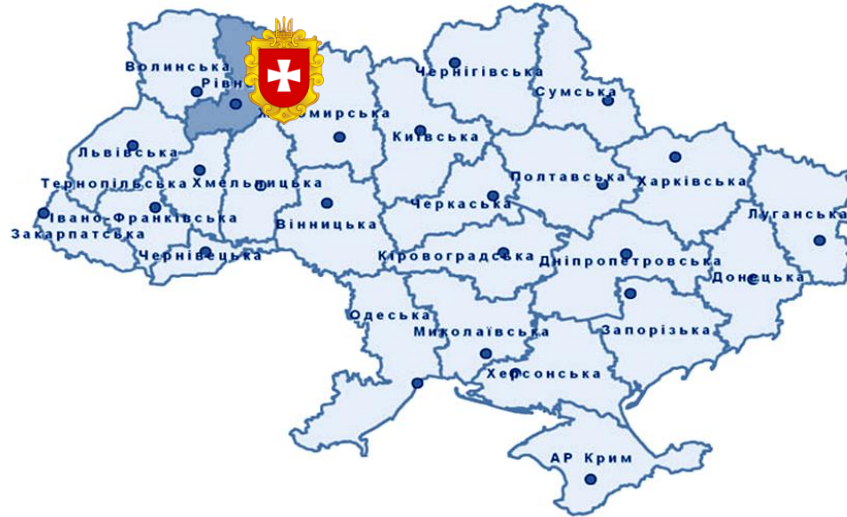 Волинська
Рівн
Чернігівська
Сумська
омирська
Київська
Львівська
Тернопільська
Хмельницька
Полтавська
Харківська
Черкаська
Івано-Франківська
Вінницька
Луганська
Закарпатська
Чернівецька
Кіровоградська
Дніпропетровська
Донецька
Одеська
Миколаївська
Запорізька
Херсонська
АР Крим